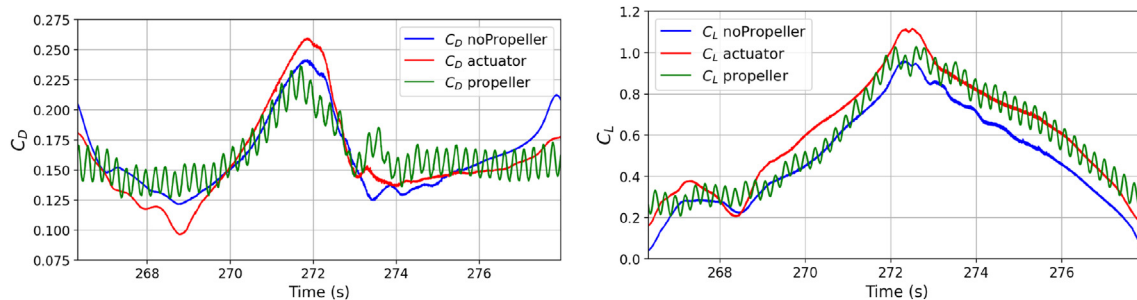 0.275
0.250
0.225
0.200
0.175
0.150
0.125
0.100
0.075
C_D
C_D noPropeller
C_D actuator
C_D propeller
268
270
272
274
276
Time (s)
1.2
1.0
0.8
0.6
0.4
0.2
0.0
C_L
C_L noPropeller
C_L actuator
C_L propeller
268
270
272
274
276
Time (s)